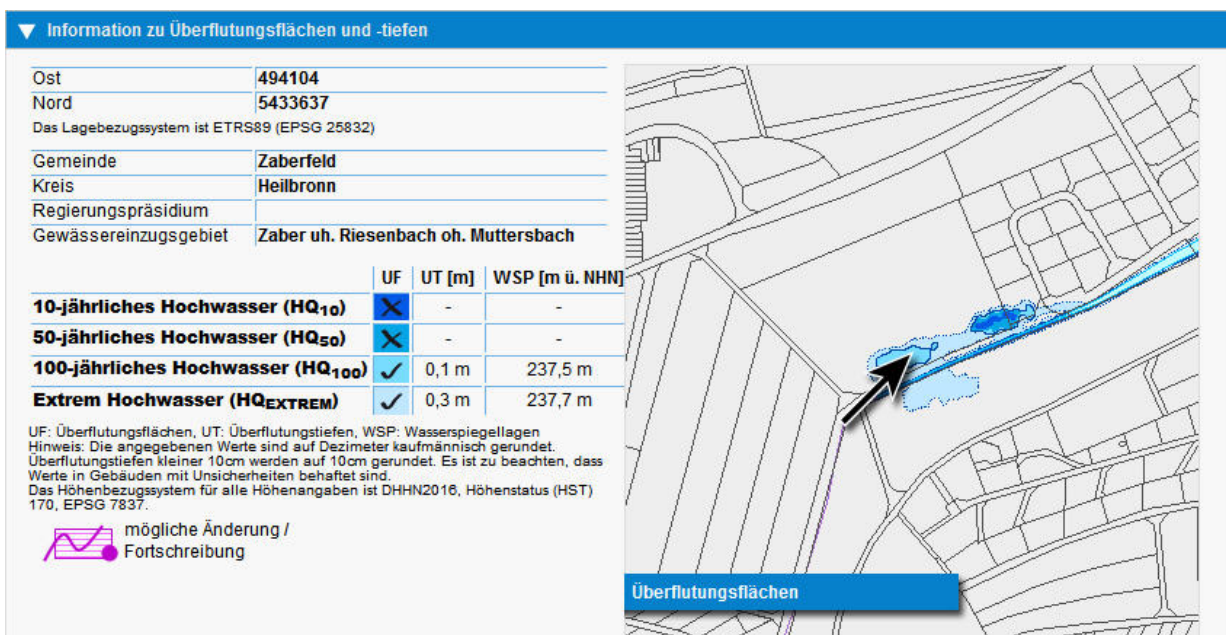 Information zu Überflutungsflächen und -tiefen
Ost 494104
Nord 5433637
Das Lagebezugssystem ist ETRS89 (EPSG 25832)
Gemeinde Zaberfeld
Kreis Heilbronn
Regierungspräsidium
Gewässereinzugsgebiet Zaber uh. Riesenbach oh. Muttersbach
UF UT [m] WSP [m ü. NHN]
10-jährliches Hochwasser (HQ10) - -
50-jährliches Hochwasser (HQ50) - -
100-jährliches Hochwasser (HQ100) 0,1 m 237,5 m
Extrem Hochwasser (HQEXTREM) 0,3 m 237,7 m
UF: Überflutungsflächen, UT: Überflutungstiefen, WSP: Wasserspiegellagen
Hinweis: Die angegebenen Werte sind auf Dezimeter kaufmännisch gerundet.
Überflutungstiefen kleiner 10cm werden auf 10cm gerundet. Es ist zu beachten, dass
Werte in Gebäuden mit Unsicherheiten behaftet sind.
Das Höhenbezugssystem für alle Höhenangaben ist DHHN2016, Höhenstatus (HST)
170, EPSG 7837.
mögliche Änderung /
Fortschreibung
Überflutungsflächen